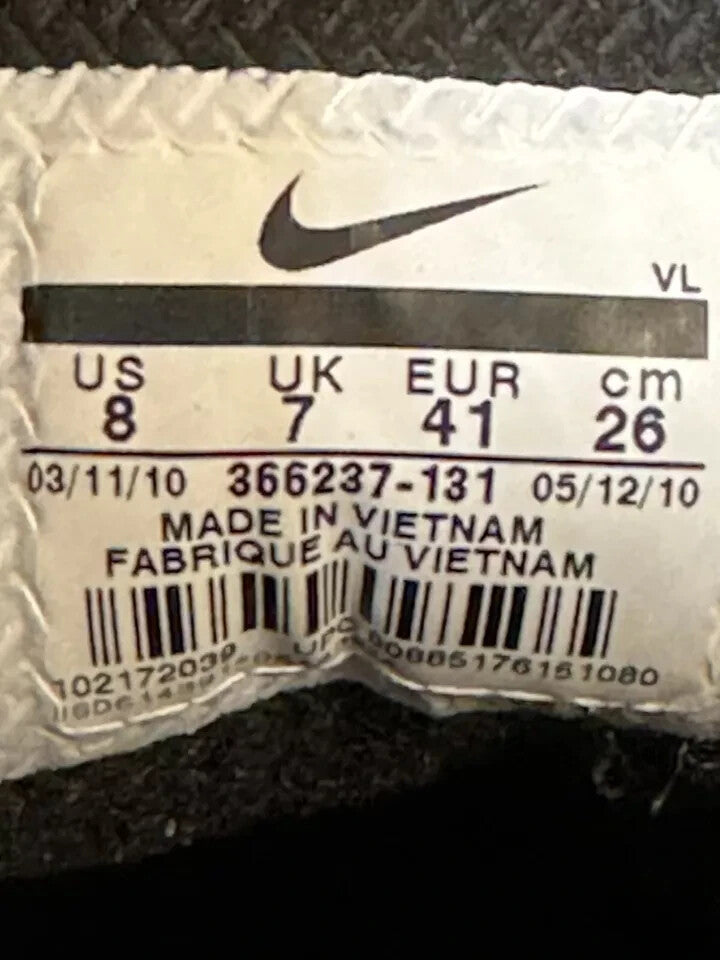 VL
US UK EUR cm
8 7 41 26
03/11/10 366237-131 05/12/10
MADE IN VIETNAM
FABRIQUE AU VIETNAM
102172039